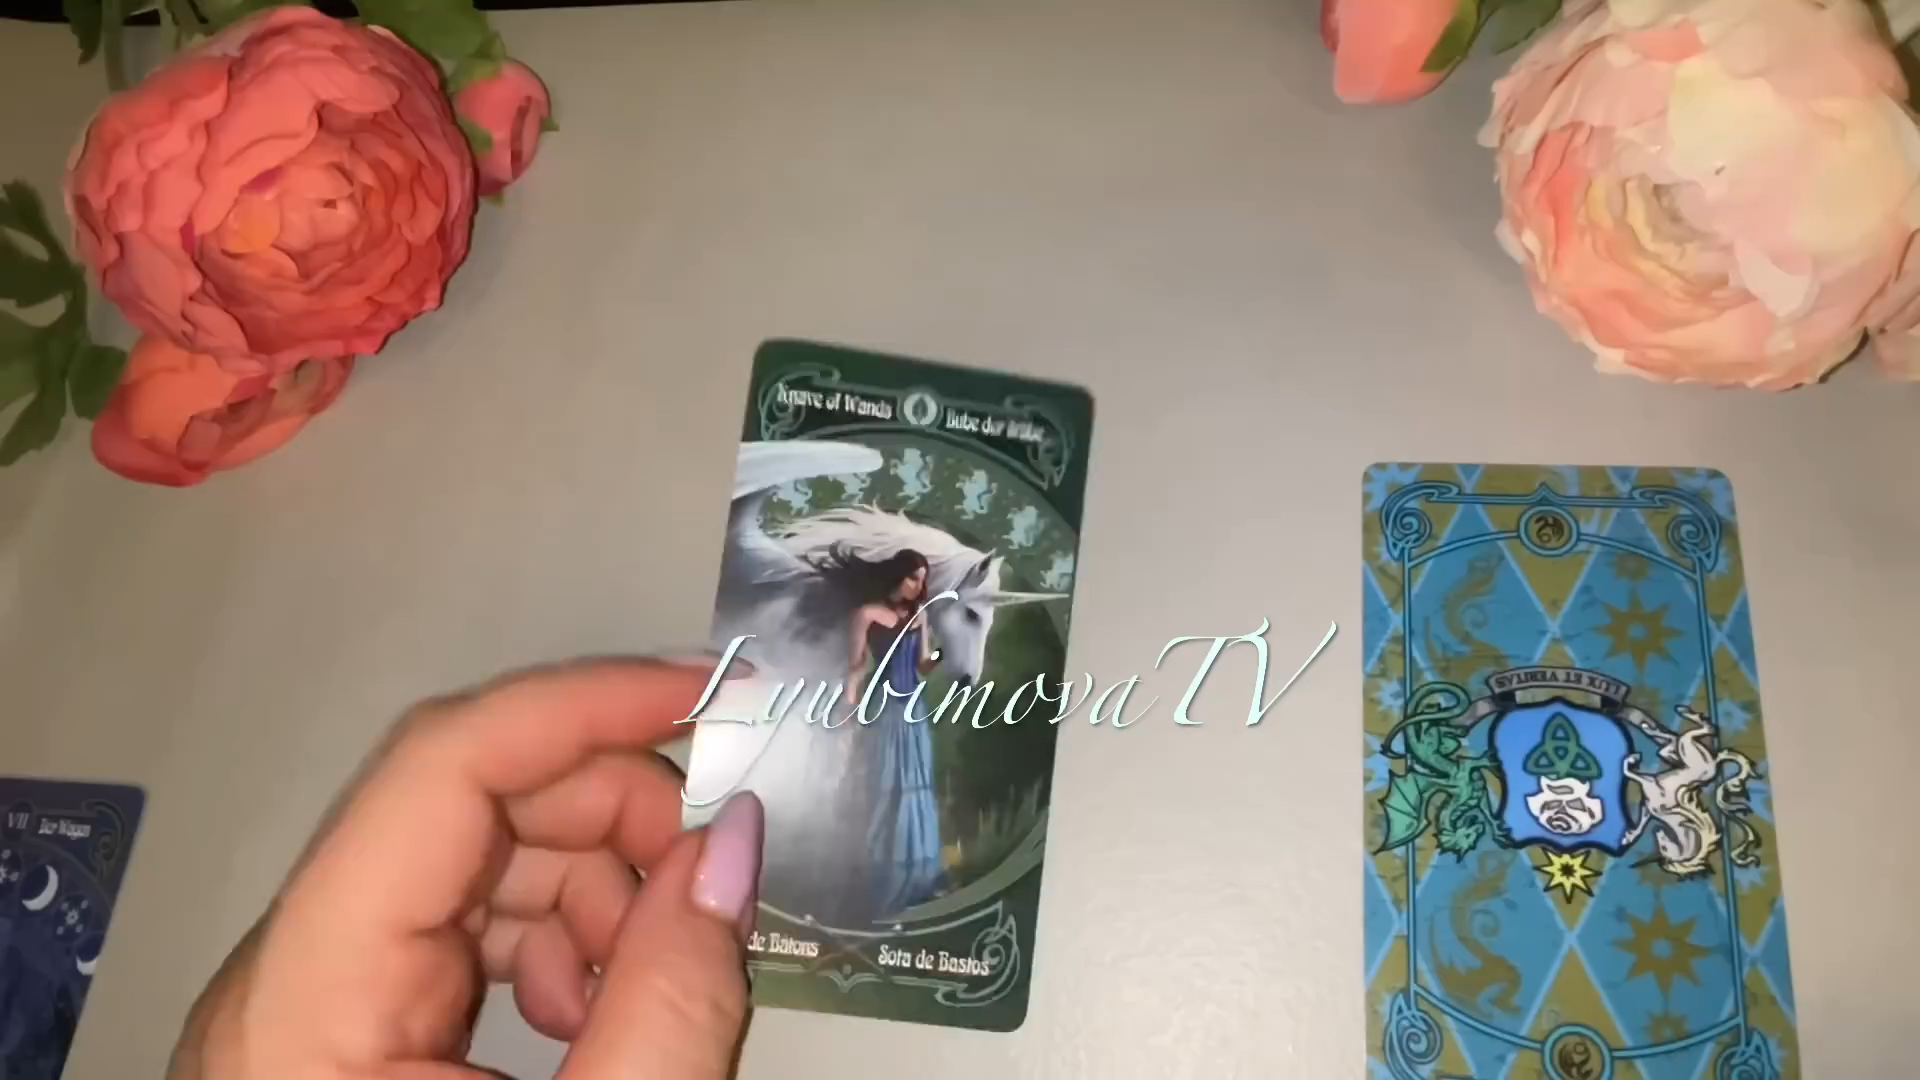 Knave of Wands
Bube der Stäbe
LyubimovaTV
LUX ET VERITAS
VII Der Wagen
de Bâtons
Sota de Bastos